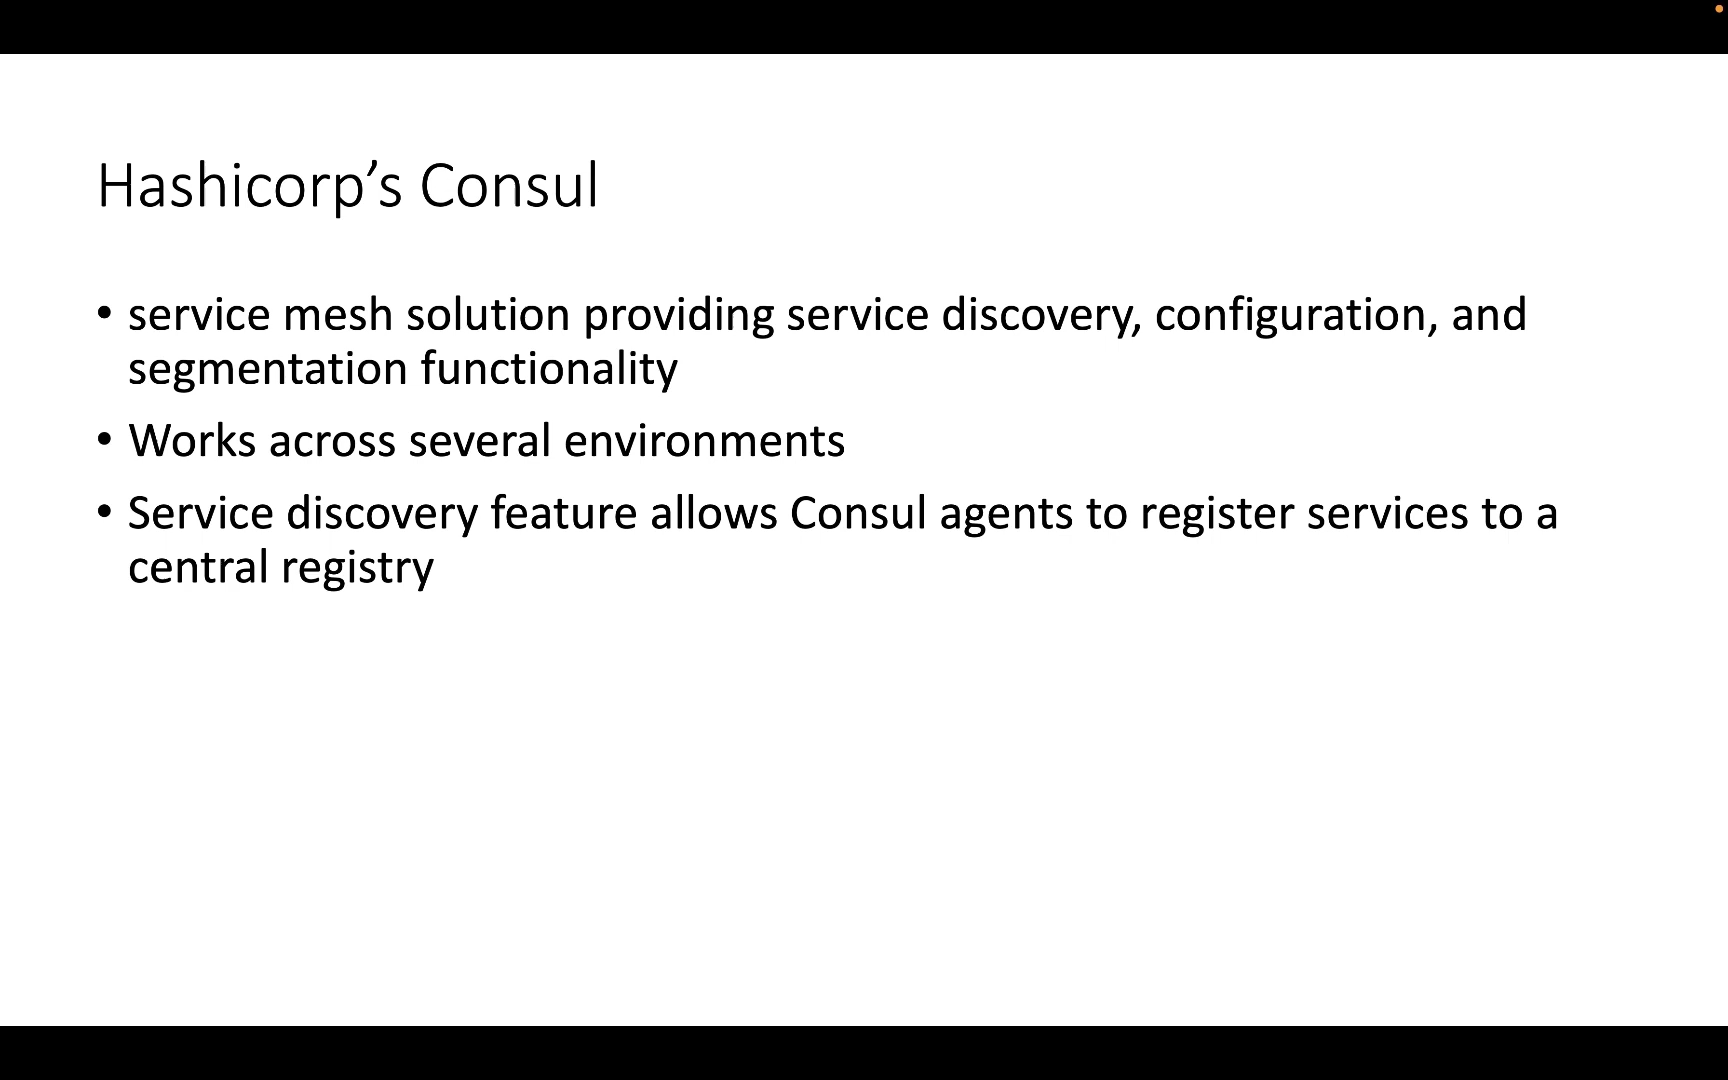 Hashicorp’s Consul
• service mesh solution providing service discovery, configuration, and
segmentation functionality
• Works across several environments
• Service discovery feature allows Consul agents to register services to a
central registry